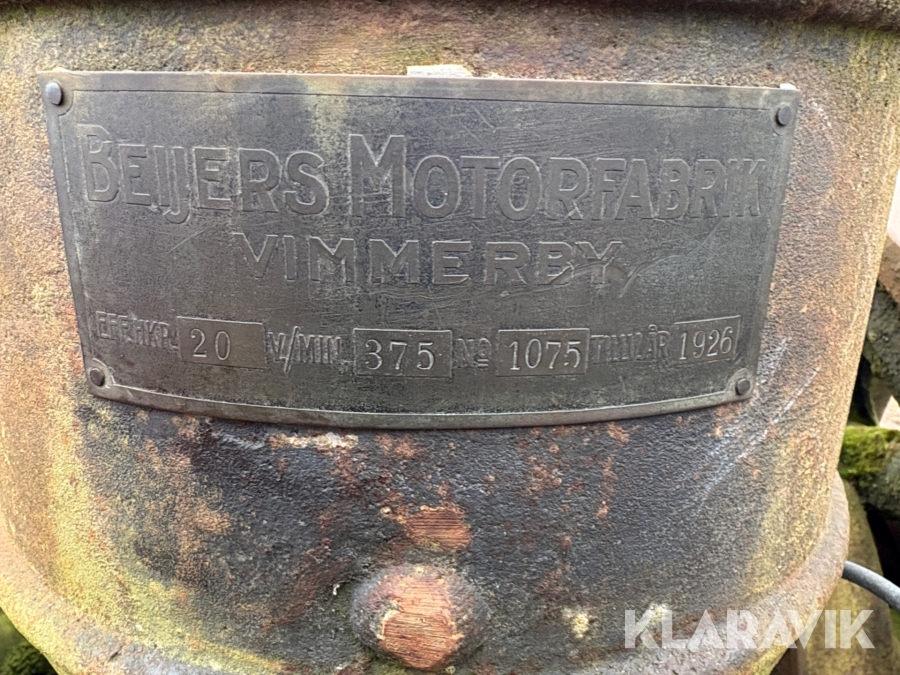 BEIJERS MOTORFABRIK
VIMMERBY
EFF.HKR. 20 V/MIN. 375 No 1075 TILLV.ÅR 1926
KLARAVIK